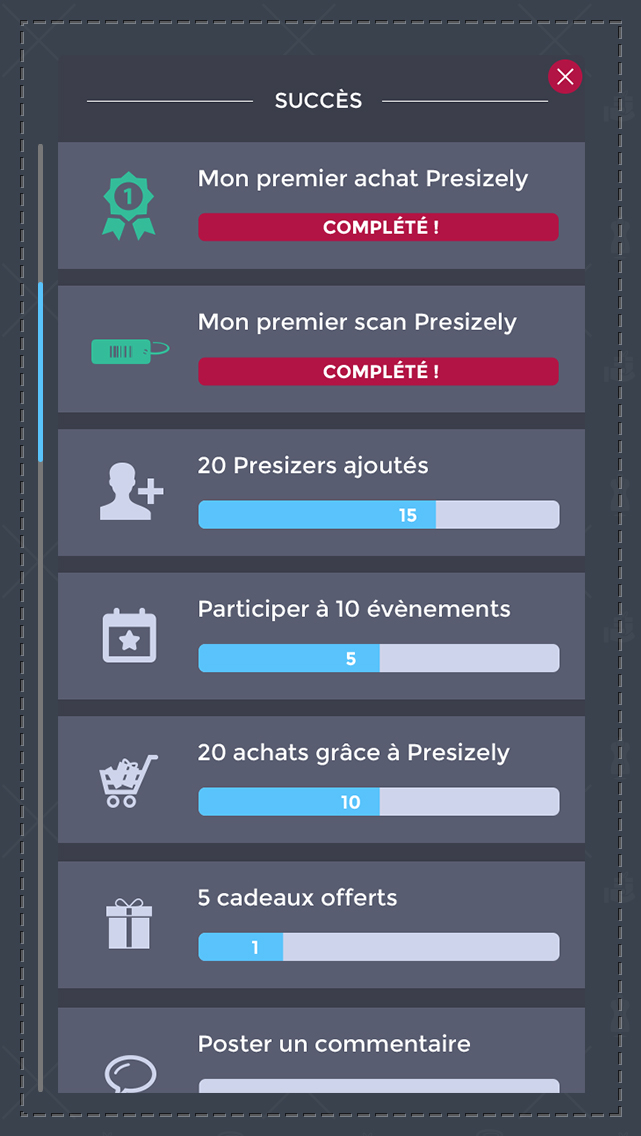 SUCCÈS
1
Mon premier achat Presizely
COMPLÉTÉ !
Mon premier scan Presizely
COMPLÉTÉ !
20 Presizers ajoutés
15
Participer à 10 évènements
5
20 achats grâce à Presizely
10
5 cadeaux offerts
1
Poster un commentaire